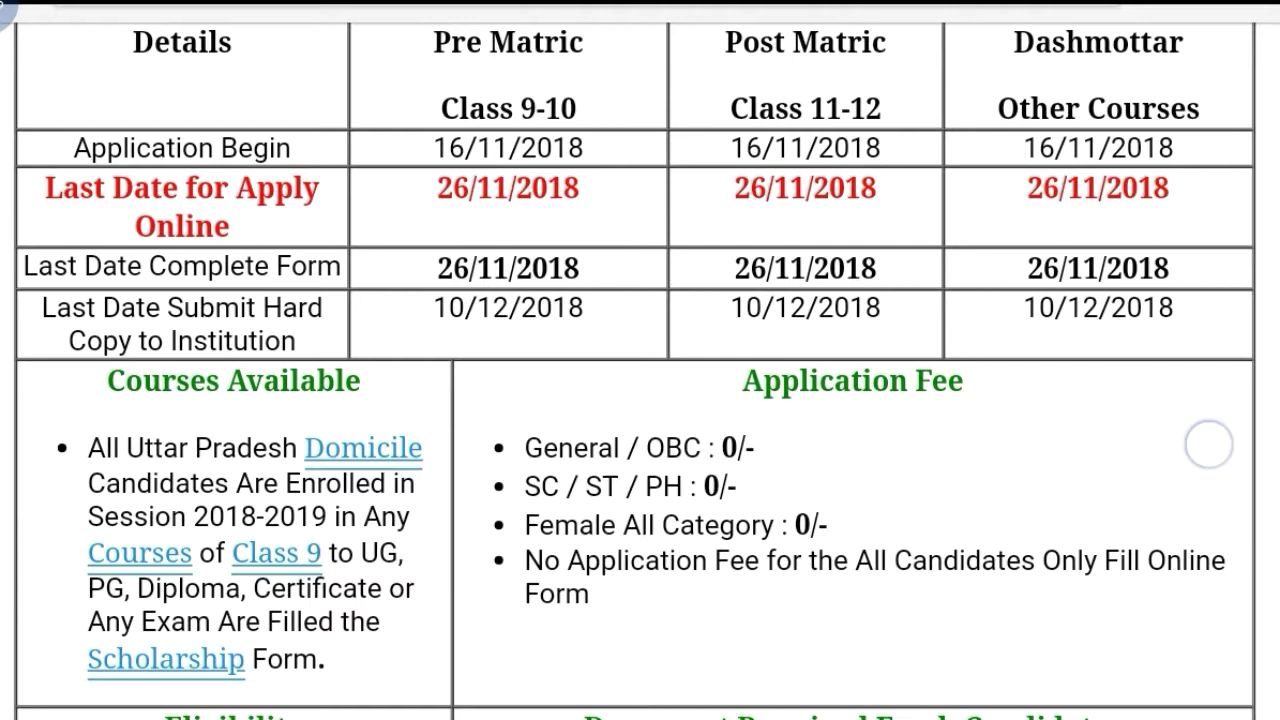 Details Pre Matric Post Matric Dashmottar
Class 9-10 Class 11-12 Other Courses
Application Begin 16/11/2018 16/11/2018 16/11/2018
Last Date for Apply 26/11/2018 26/11/2018 26/11/2018
Online
Last Date Complete Form 26/11/2018 26/11/2018 26/11/2018
Last Date Submit Hard 10/12/2018 10/12/2018 10/12/2018
Copy to Institution
Courses Available
• All Uttar Pradesh Domicile
Candidates Are Enrolled in
Session 2018-2019 in Any
Courses of Class 9 to UG,
PG, Diploma, Certificate or
Any Exam Are Filled the
Scholarship Form.
Application Fee
• General / OBC : 0/-
• SC / ST / PH : 0/-
• Female All Category : 0/-
• No Application Fee for the All Candidates Only Fill Online
Form